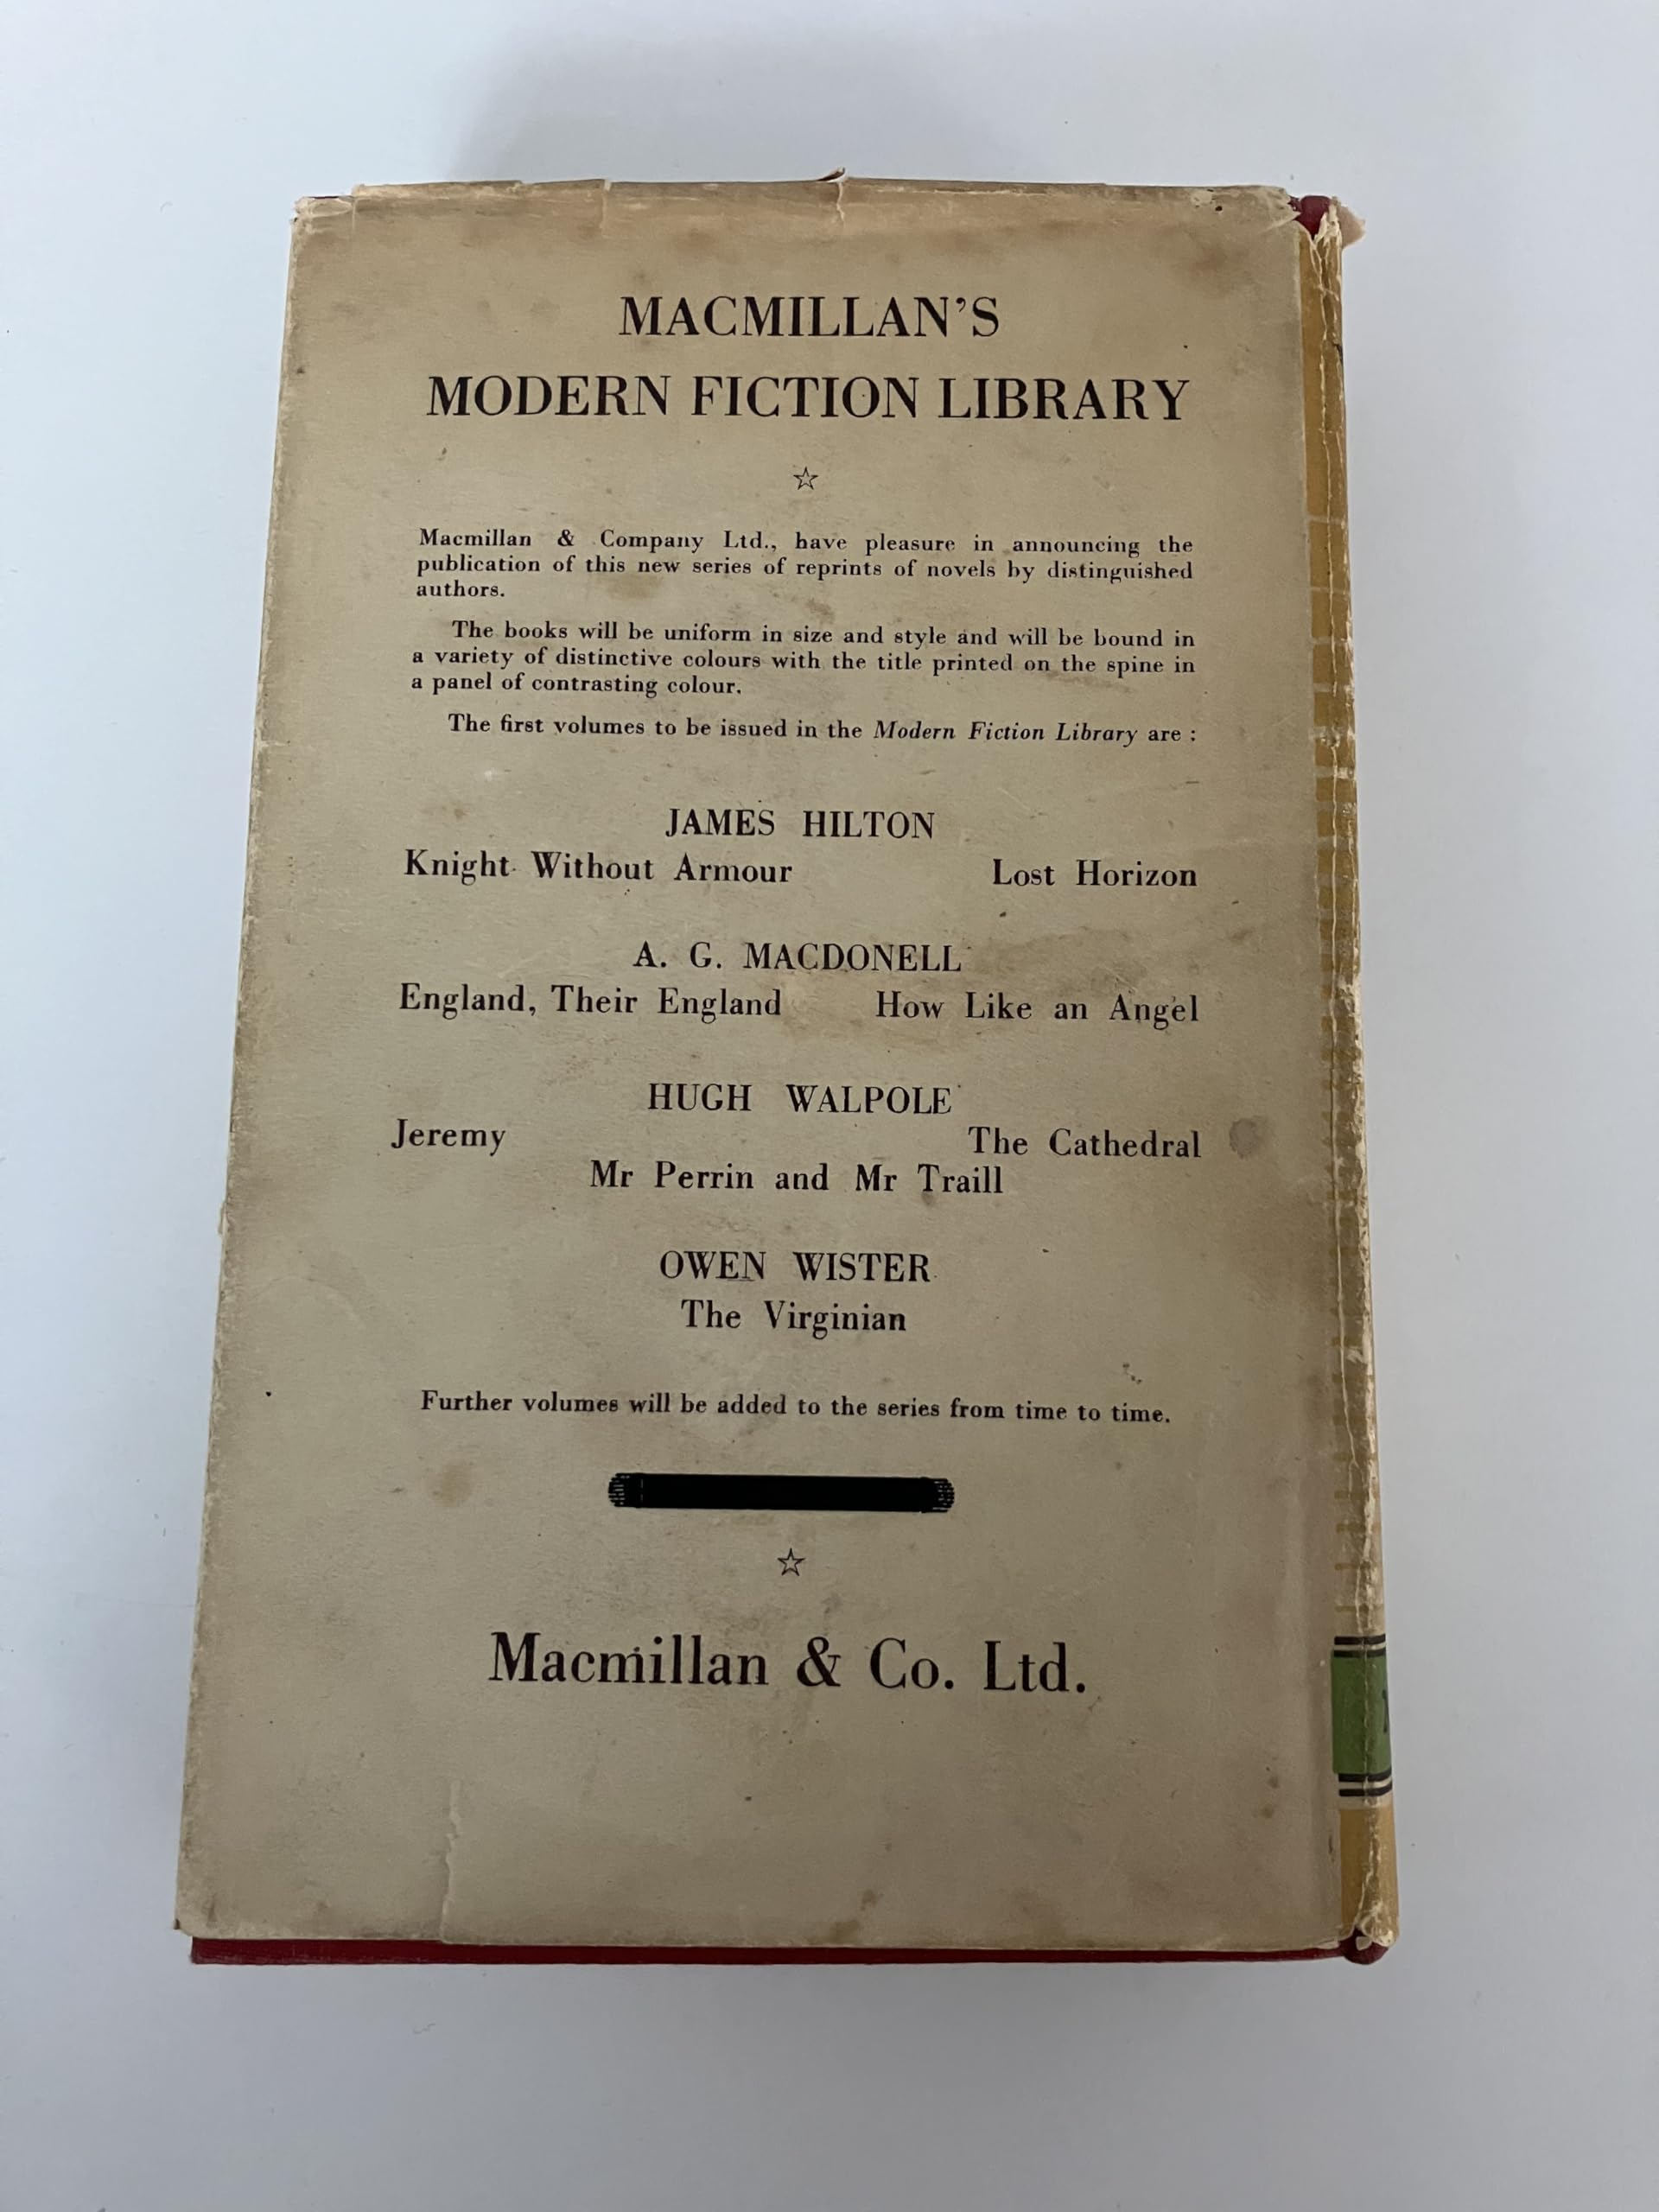 MACMILLAN'S
MODERN FICTION LIBRARY
☆
Macmillan & Company Ltd., have pleasure in announcing the
publication of this new series of reprints of novels by distinguished
authors.
The books will be uniform in size and style and will be bound in
a variety of distinctive colours with the title printed on the spine in
a panel of contrasting colour.
The first volumes to be issued in the Modern Fiction Library are :
JAMES HILTON
Knight Without Armour Lost Horizon
A. G. MACDONELL
England, Their England How Like an Angel
HUGH WALPOLE
Jeremy The Cathedral
Mr Perrin and Mr Traill
OWEN WISTER
The Virginian
Further volumes will be added to the series from time to time.
☆
Macmillan & Co. Ltd.